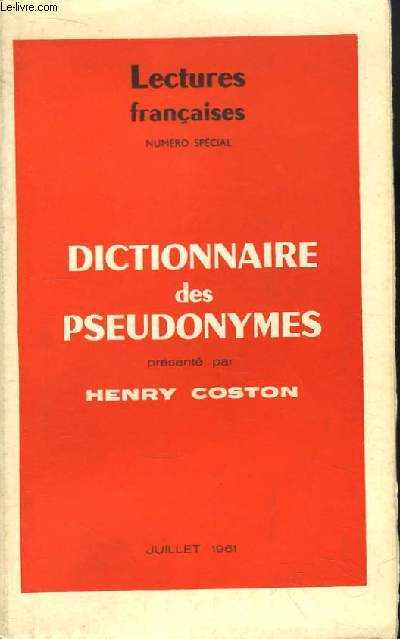 Le-livre.com
Lectures
françaises
NUMÉRO SPÉCIAL
DICTIONNAIRE
des
PSEUDONYMES
présenté par
HENRY COSTON
JUILLET 1961